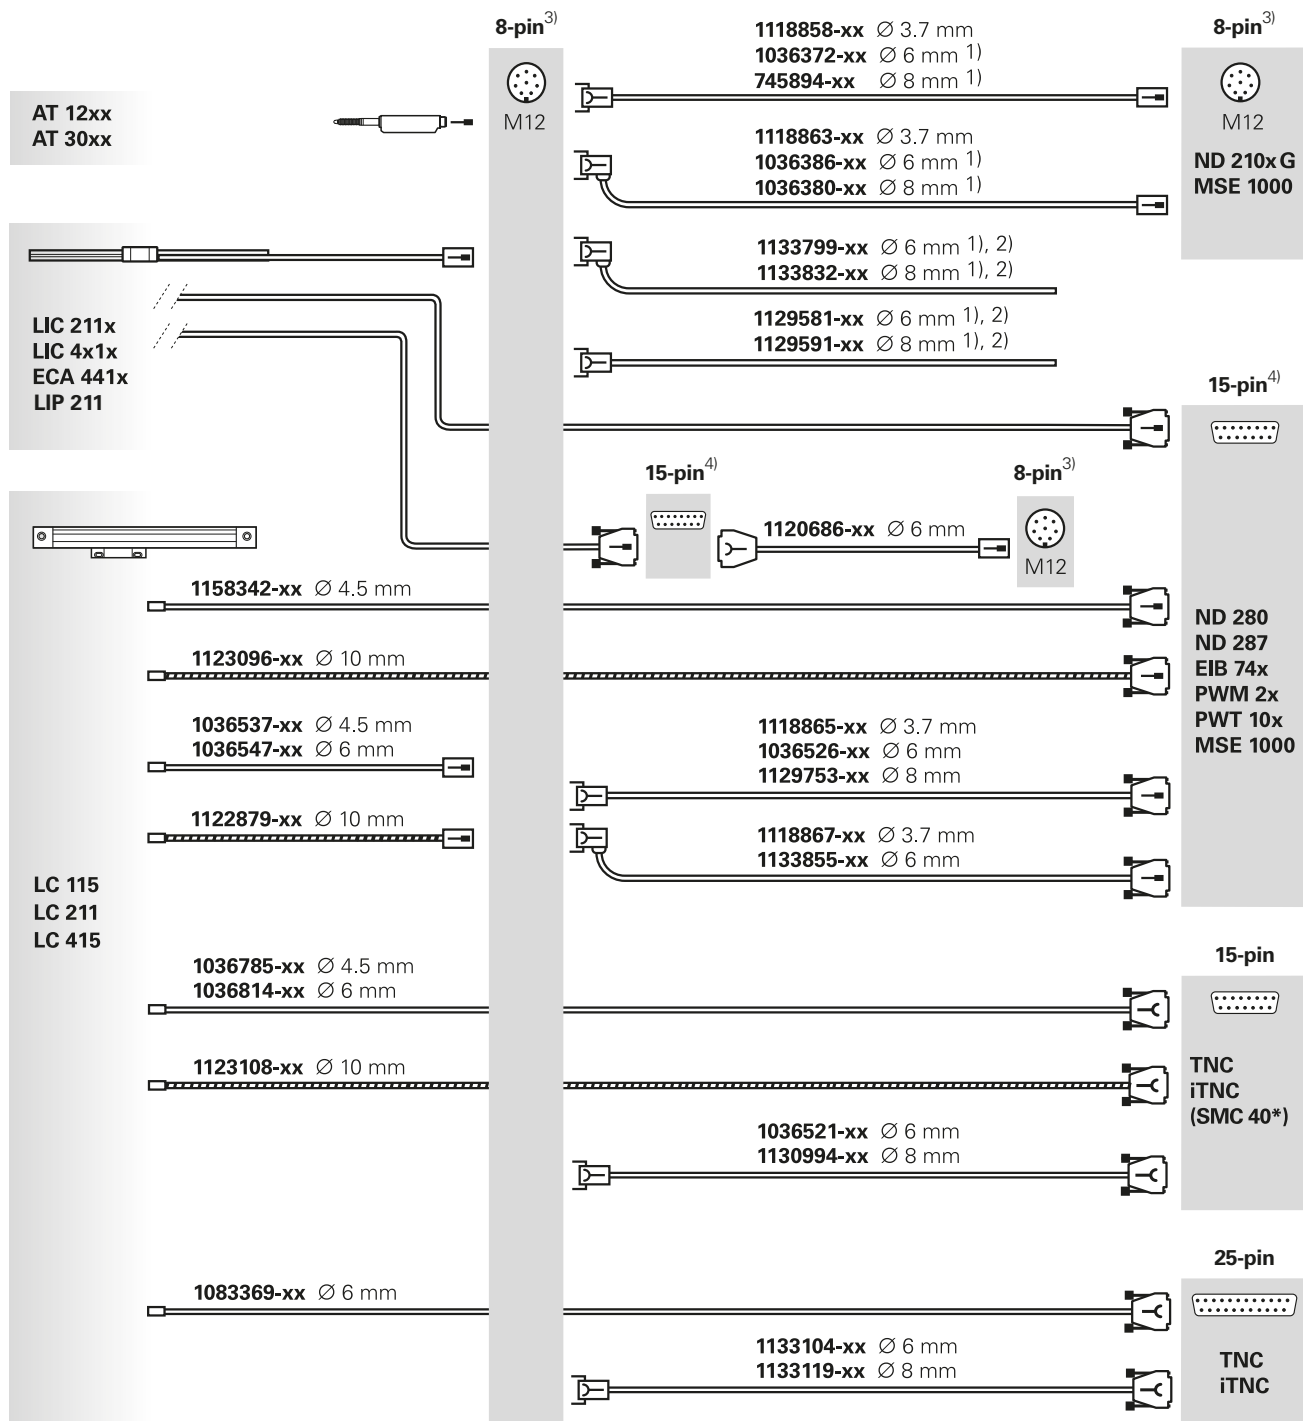 8-pin3)
1118858-xx Ø 3.7 mm
1036372-xx Ø 6 mm 1)
745894-xx Ø 8 mm 1)
8-pin3)
AT 12xx
AT 30xx
M12
M12
1118863-xx Ø 3.7 mm
1036386-xx Ø 6 mm 1)
1036380-xx Ø 8 mm 1)
ND 210x G
MSE 1000
1133799-xx Ø 6 mm 1), 2)
1133832-xx Ø 8 mm 1), 2)
LIC 211x
LIC 4x1x
ECA 441x
LIP 211
1129581-xx Ø 6 mm 1), 2)
1129591-xx Ø 8 mm 1), 2)
15-pin4)
15-pin4)
8-pin3)
1120686-xx Ø 6 mm
M12
1158342-xx Ø 4.5 mm
1123096-xx Ø 10 mm
ND 280
ND 287
EIB 74x
PWM 2x
PWT 10x
MSE 1000
1036537-xx Ø 4.5 mm
1036547-xx Ø 6 mm
1118865-xx Ø 3.7 mm
1036526-xx Ø 6 mm
1129753-xx Ø 8 mm
1122879-xx Ø 10 mm
1118867-xx Ø 3.7 mm
1133855-xx Ø 6 mm
LC 115
LC 211
LC 415
15-pin
1036785-xx Ø 4.5 mm
1036814-xx Ø 6 mm
1123108-xx Ø 10 mm
TNC
iTNC
(SMC 40*)
1036521-xx Ø 6 mm
1130994-xx Ø 8 mm
25-pin
1083369-xx Ø 6 mm
1133104-xx Ø 6 mm
1133119-xx Ø 8 mm
TNC
iTNC